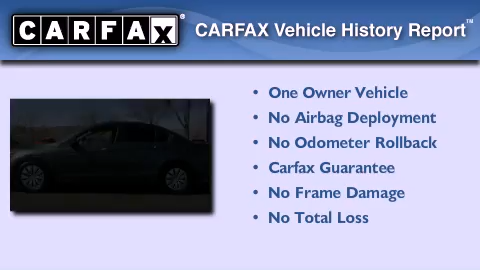 CARFAX® CARFAX Vehicle History Report™
• One Owner Vehicle
• No Airbag Deployment
• No Odometer Rollback
• Carfax Guarantee
• No Frame Damage
• No Total Loss